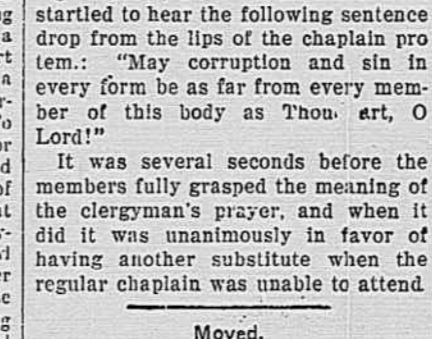 startled to hear the following sentence
drop from the lips of the chaplain pro
tem.: "May corruption and sin in
every form be as far from every mem-
ber of this body as Thou art, O
Lord!"
It was several seconds before the
members fully grasped the meaning of
the clergyman's prayer, and when it
did it was unanimously in favor of
having another substitute when the
regular chaplain was unable to attend
Moved.